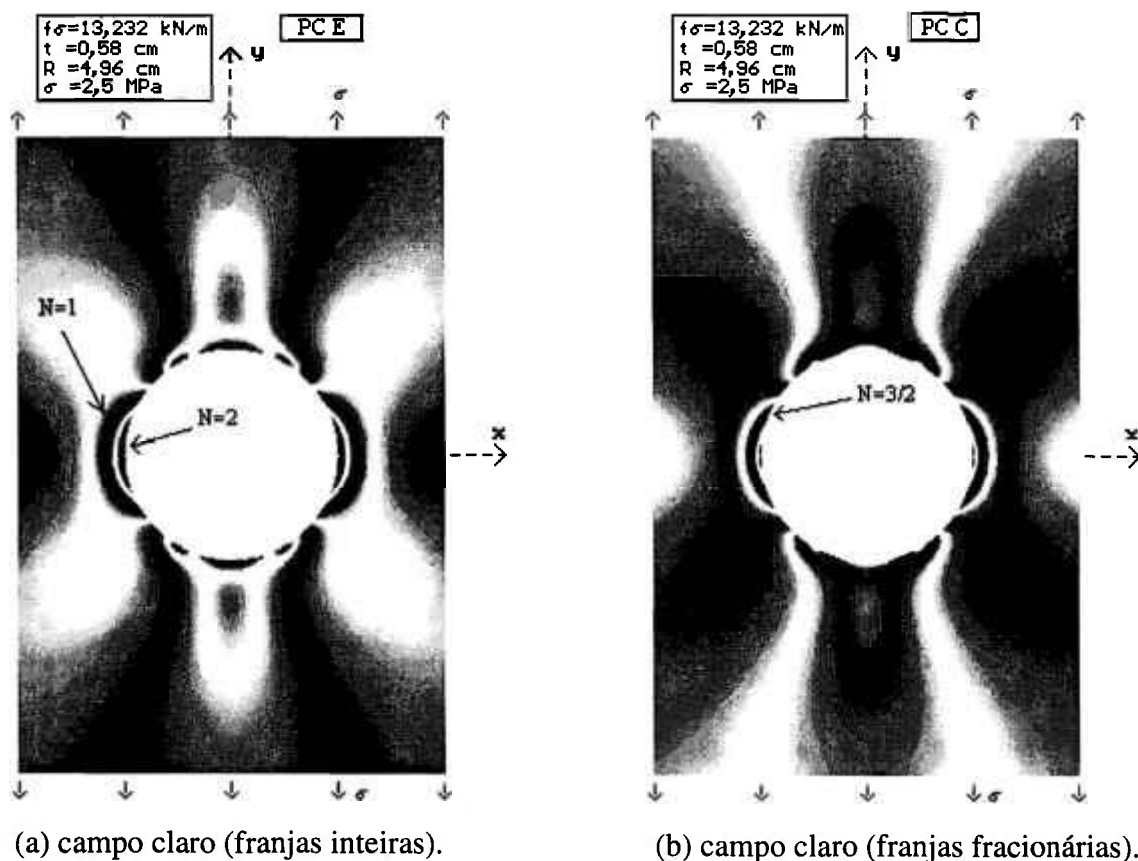 fσ=13,232 kN/m
t =0,58 cm
R =4,96 cm
σ =2,5 MPa
PC E
y
σ
N=1
N=2
x
σ
(a) campo claro (franjas inteiras).
fσ=13,232 kN/m
t =0,58 cm
R =4,96 cm
σ =2,5 MPa
PC C
y
σ
N=3/2
x
σ
(b) campo claro (franjas fracionárias).